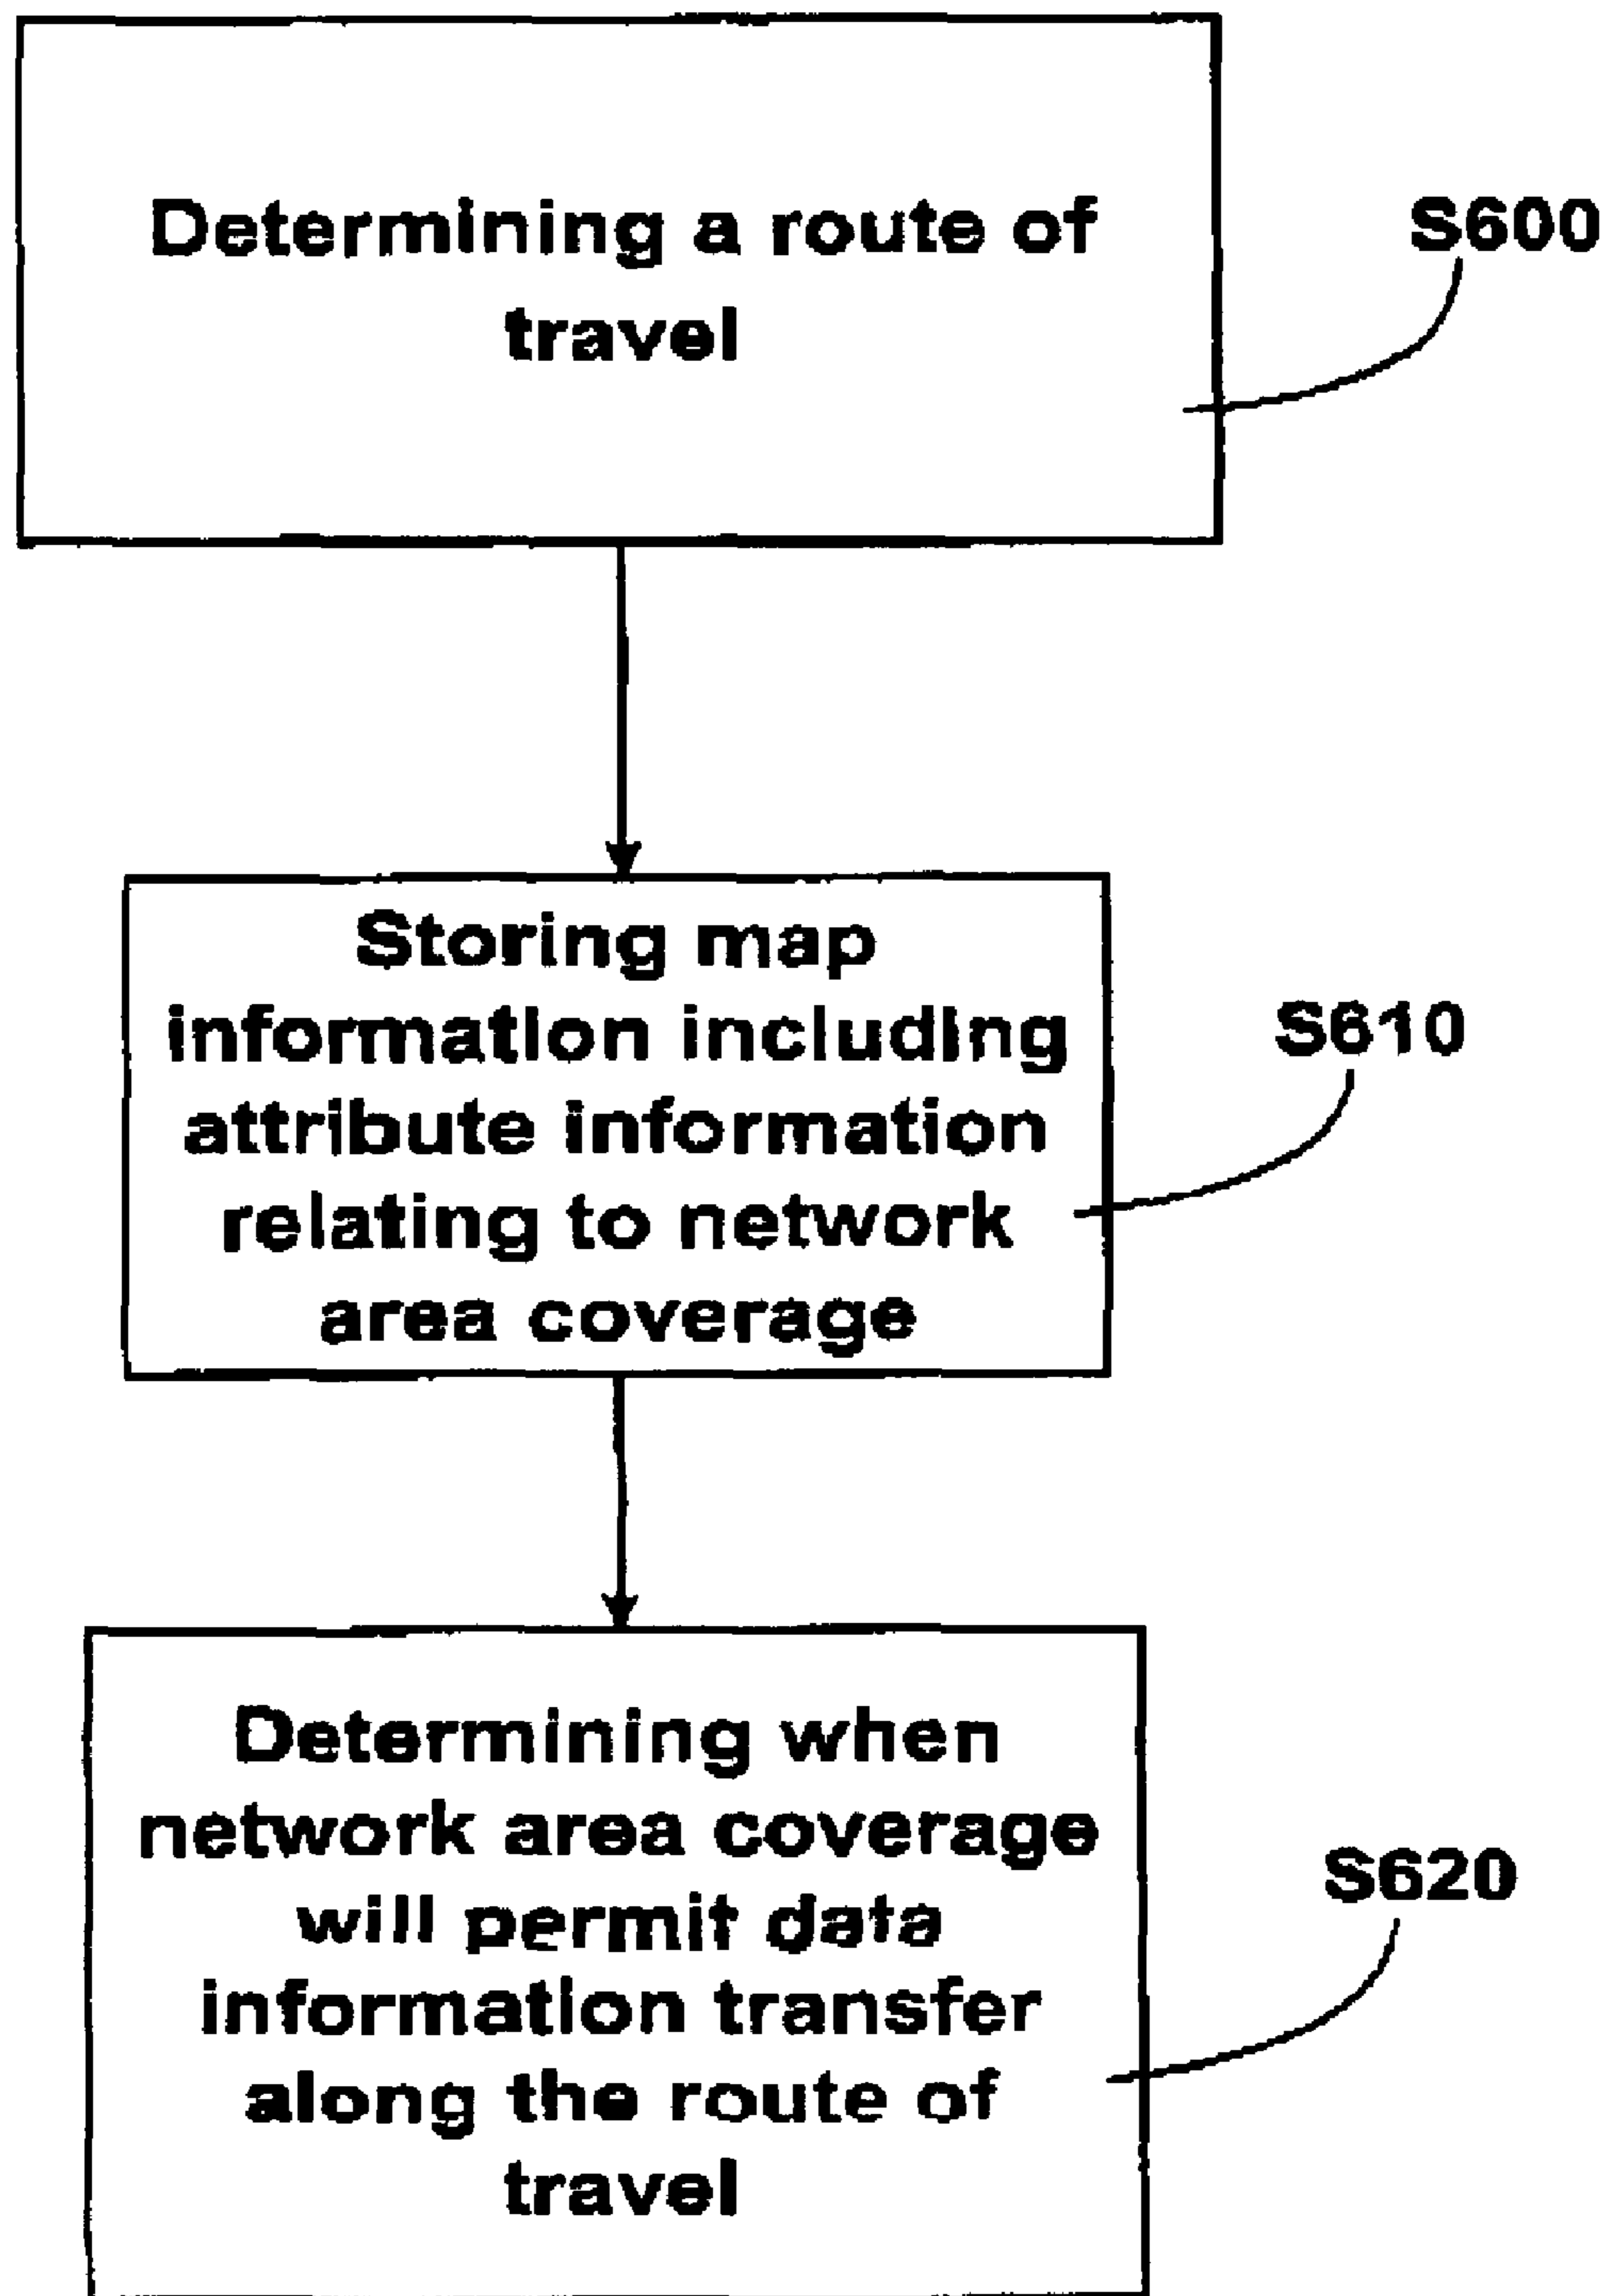 Determining a route of
travel
S600
Storing map
information including
attribute information
relating to network
area coverage
S610
Determining when
network area coverage
will permit data
information transfer
along the route of
travel
S620